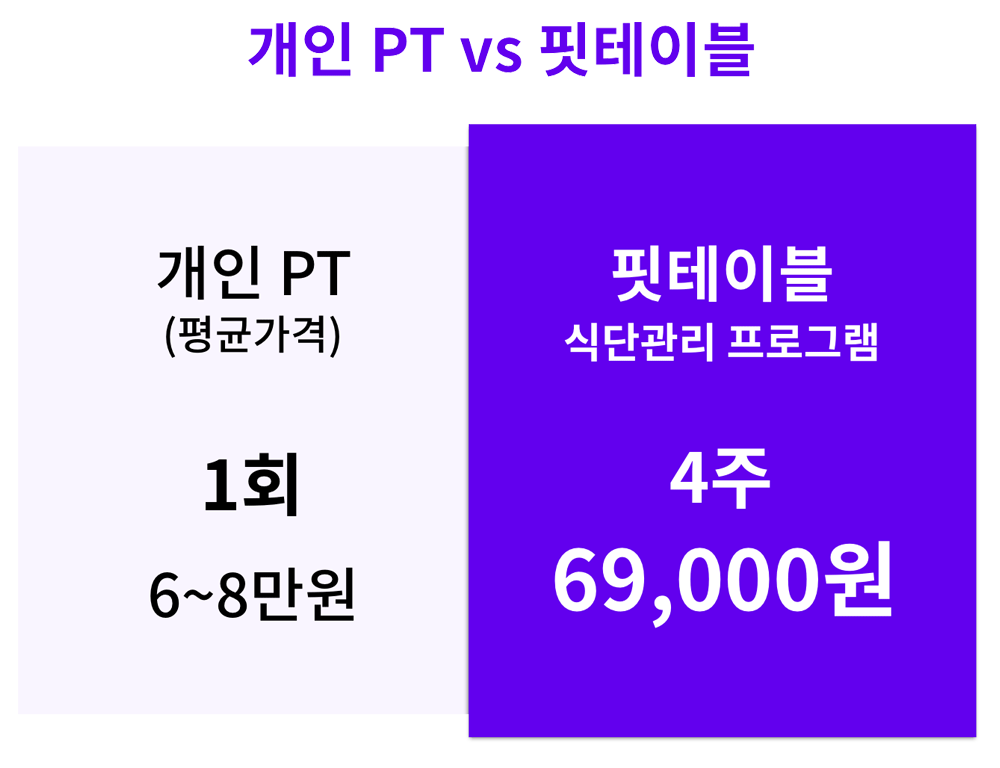 개인 PT vs 핏테이블
개인 PT
(평균가격)
1회
6~8만원
핏테이블
식단관리 프로그램
4주
69,000원